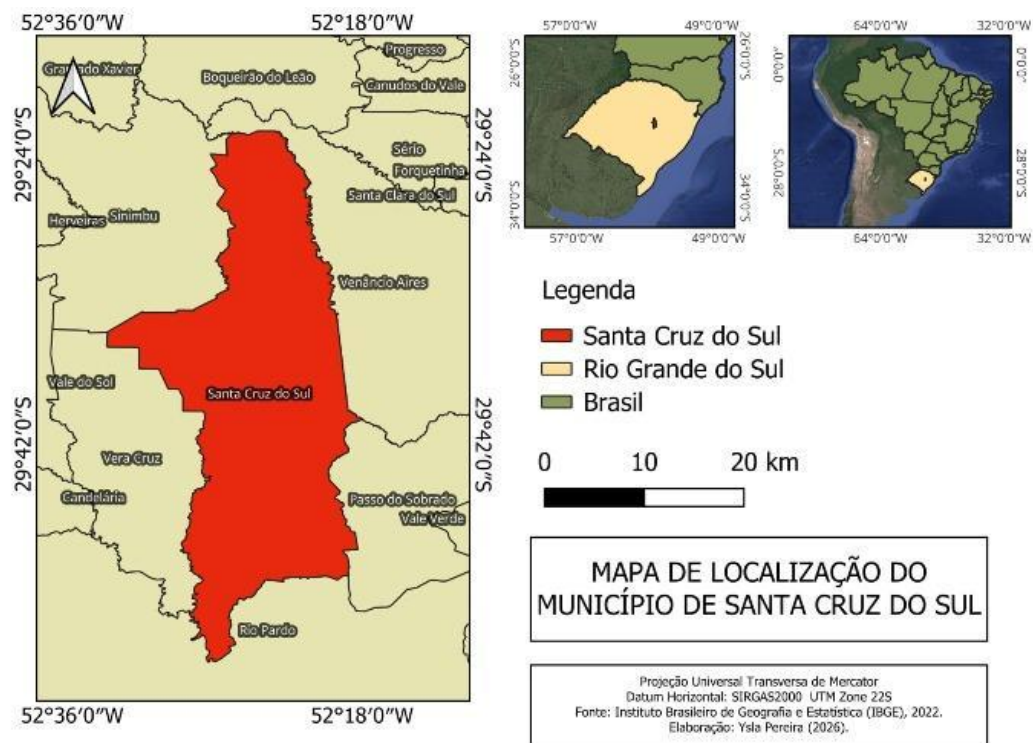 52°36′0″W 52°18′0″W
29°24′0″S
29°42′0″S
29°24′0″S
29°42′0″S
52°36′0″W 52°18′0″W
Progresso
Gramado Xavier
Boqueirão do Leão
Canudos do Vale
Sério
Forquetinha
Santa Clara do Sul
Herveiras
Sinimbu
Venâncio Aires
Vale do Sol
Santa Cruz do Sul
Vera Cruz
Candelária
Passo do Sobrado
Vale Verde
Rio Pardo
57°0′0″W 49°0′0″W
26°0′0″S
34°0′0″S
26°0′0″S
34°0′0″S
57°0′0″W 49°0′0″W
64°0′0″W 32°0′0″W
0°0′0″
28°0′0″S
0°0′0″
28°0′0″S
64°0′0″W 32°0′0″W
Legenda
Santa Cruz do Sul
Rio Grande do Sul
Brasil
0 10 20 km
MAPA DE LOCALIZAÇÃO DO
MUNICÍPIO DE SANTA CRUZ DO SUL
Projeção Universal Transversa de Mercator
Datum Horizontal: SIRGAS2000 UTM Zone 22S
Fonte: Instituto Brasileiro de Geografia e Estatística (IBGE), 2022.
Elaboração: Ysla Pereira (2026).